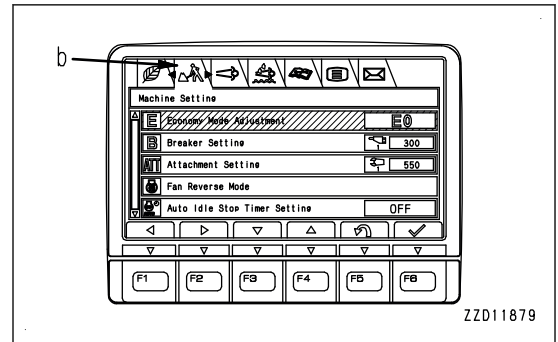 b
Machine Setting
E Economy Mode Adjustment E0
B Breaker Setting 300
ATT Attachment Setting 550
Fan Reverse Mode
Auto Idle Stop Timer Setting OFF
F1 F2 F3 F4 F5 F6
ZZD11879